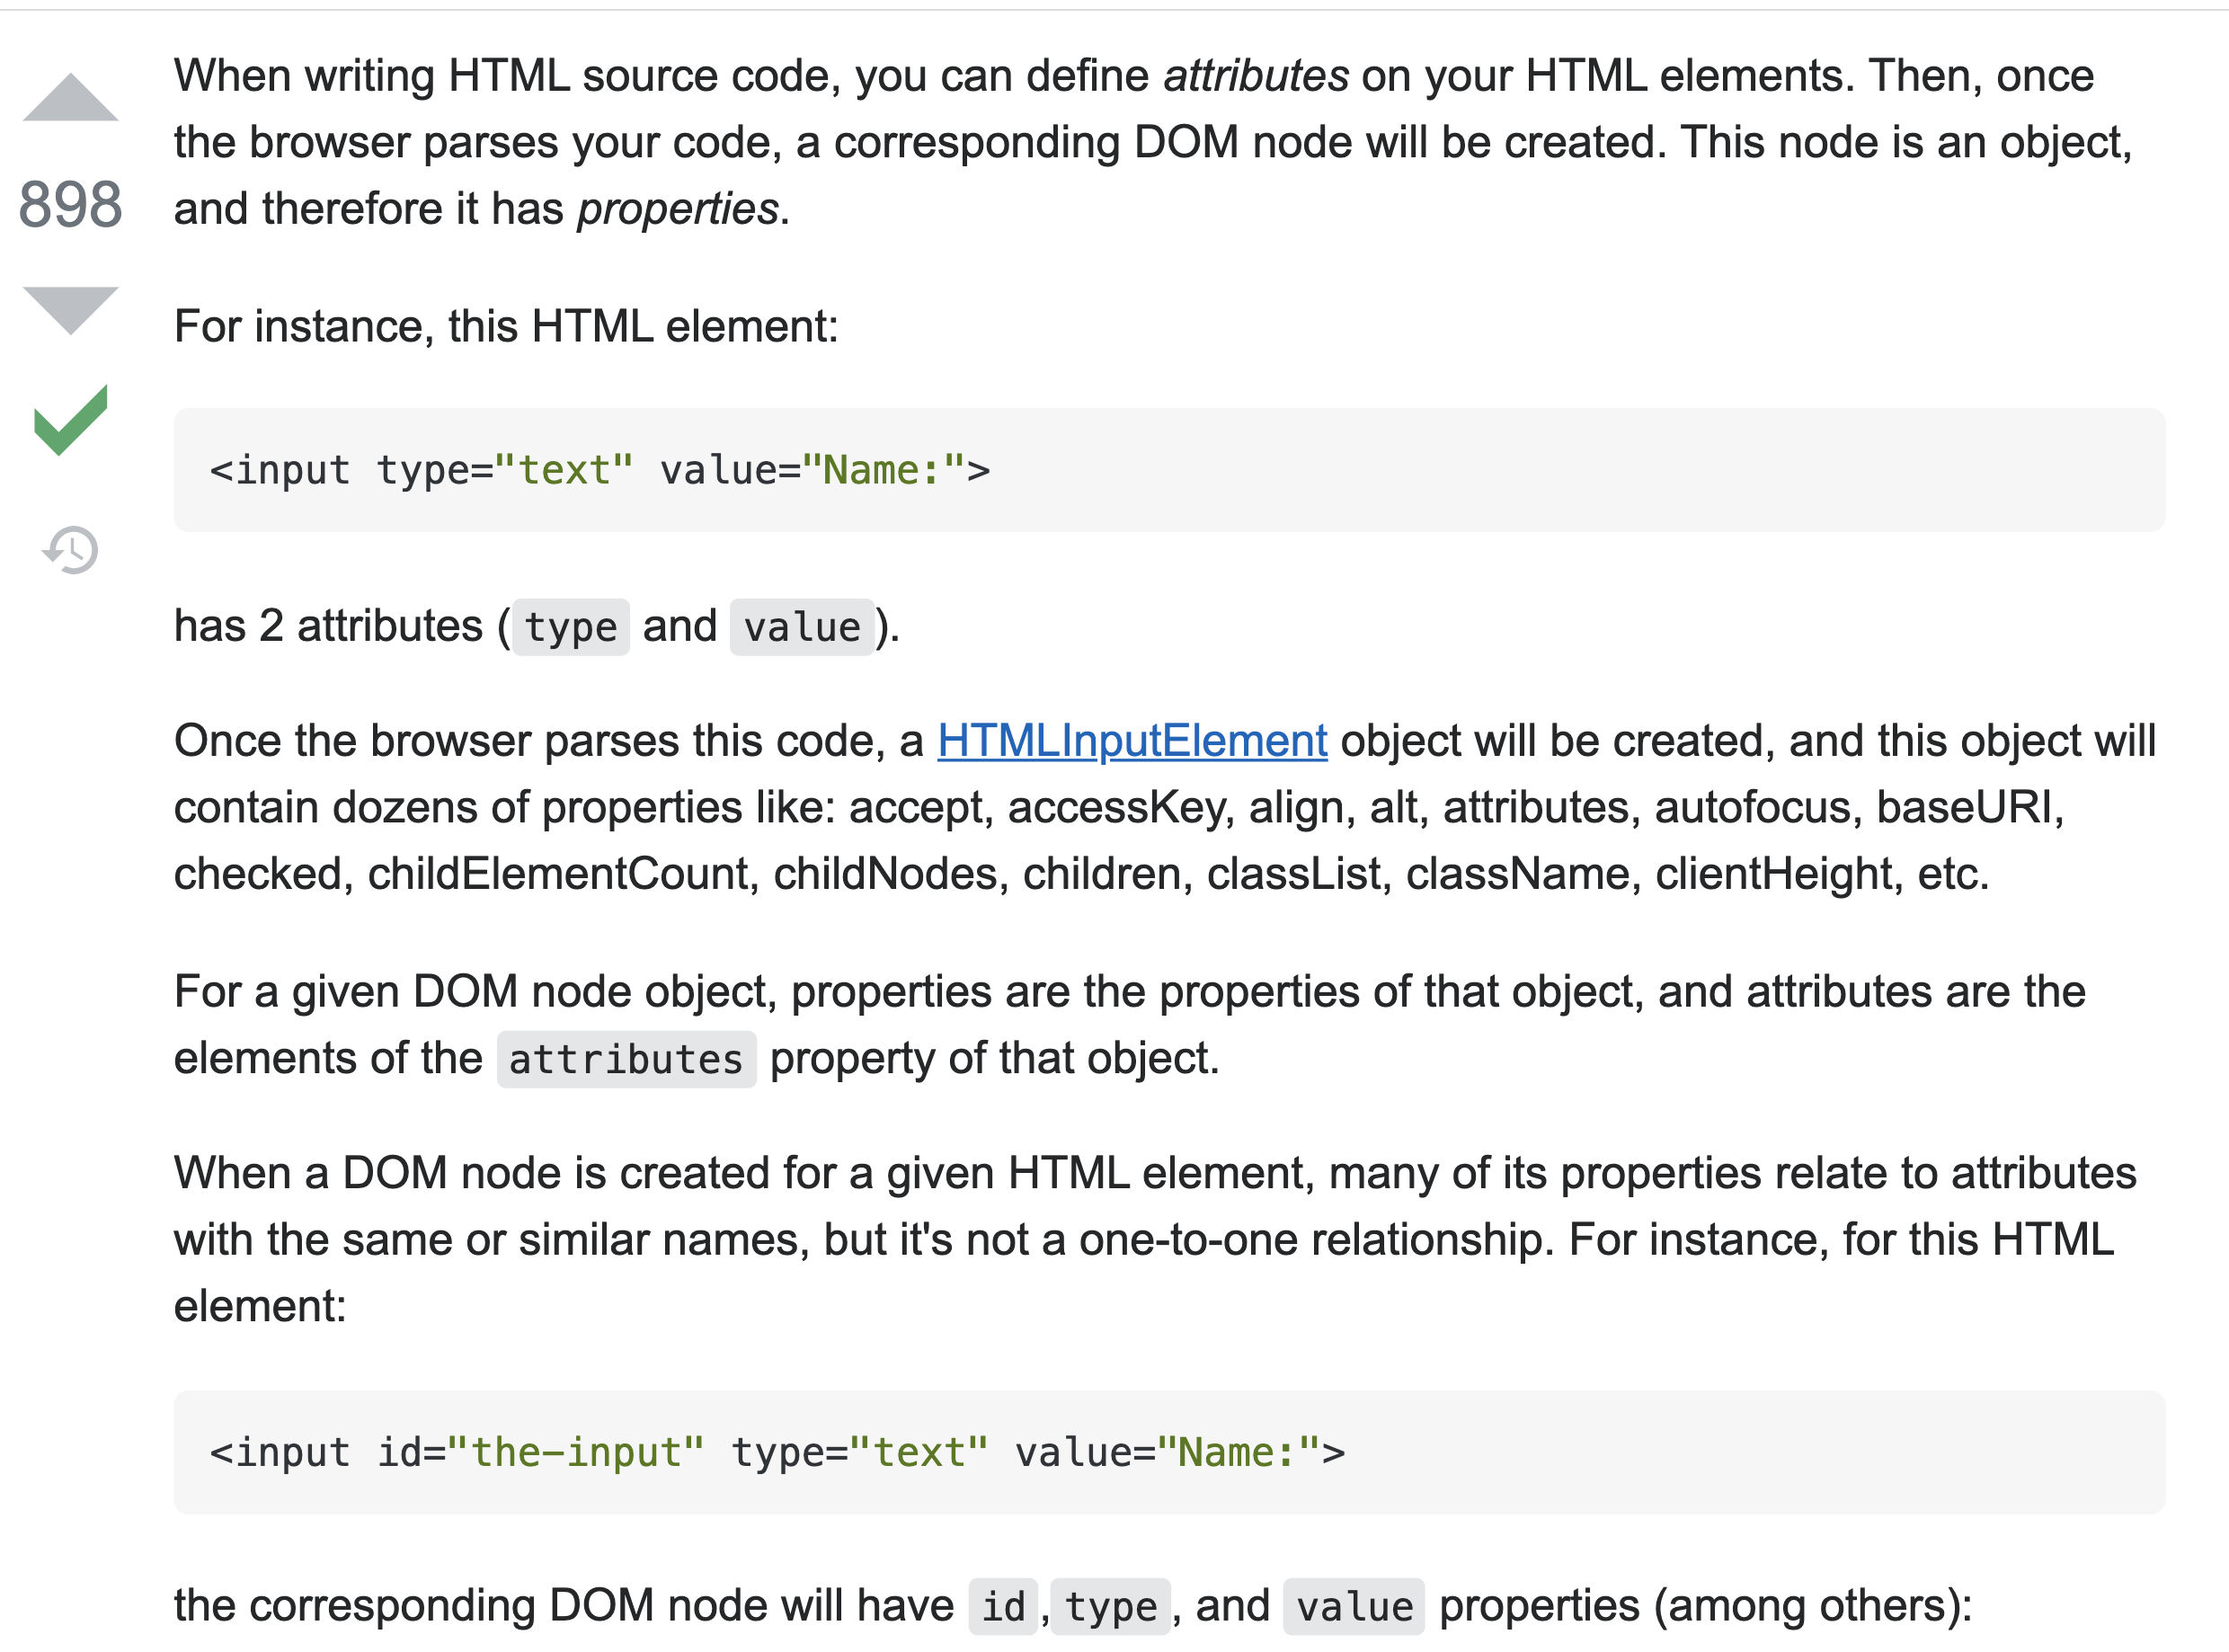 When writing HTML source code, you can define attributes on your HTML elements. Then, once
the browser parses your code, a corresponding DOM node will be created. This node is an object,
898
and therefore it has properties.
For instance, this HTML element:
<input type="text" value="Name:">
has 2 attributes (type and value).
Once the browser parses this code, a HTMLInputElement object will be created, and this object will
contain dozens of properties like: accept, accessKey, align, alt, attributes, autofocus, baseURI,
checked, childElementCount, childNodes, children, classList, className, clientHeight, etc.
For a given DOM node object, properties are the properties of that object, and attributes are the
elements of the attributes property of that object.
When a DOM node is created for a given HTML element, many of its properties relate to attributes
with the same or similar names, but it's not a one-to-one relationship. For instance, for this HTML
element:
<input id="the-input" type="text" value="Name:">
the corresponding DOM node will have id, type, and value properties (among others):